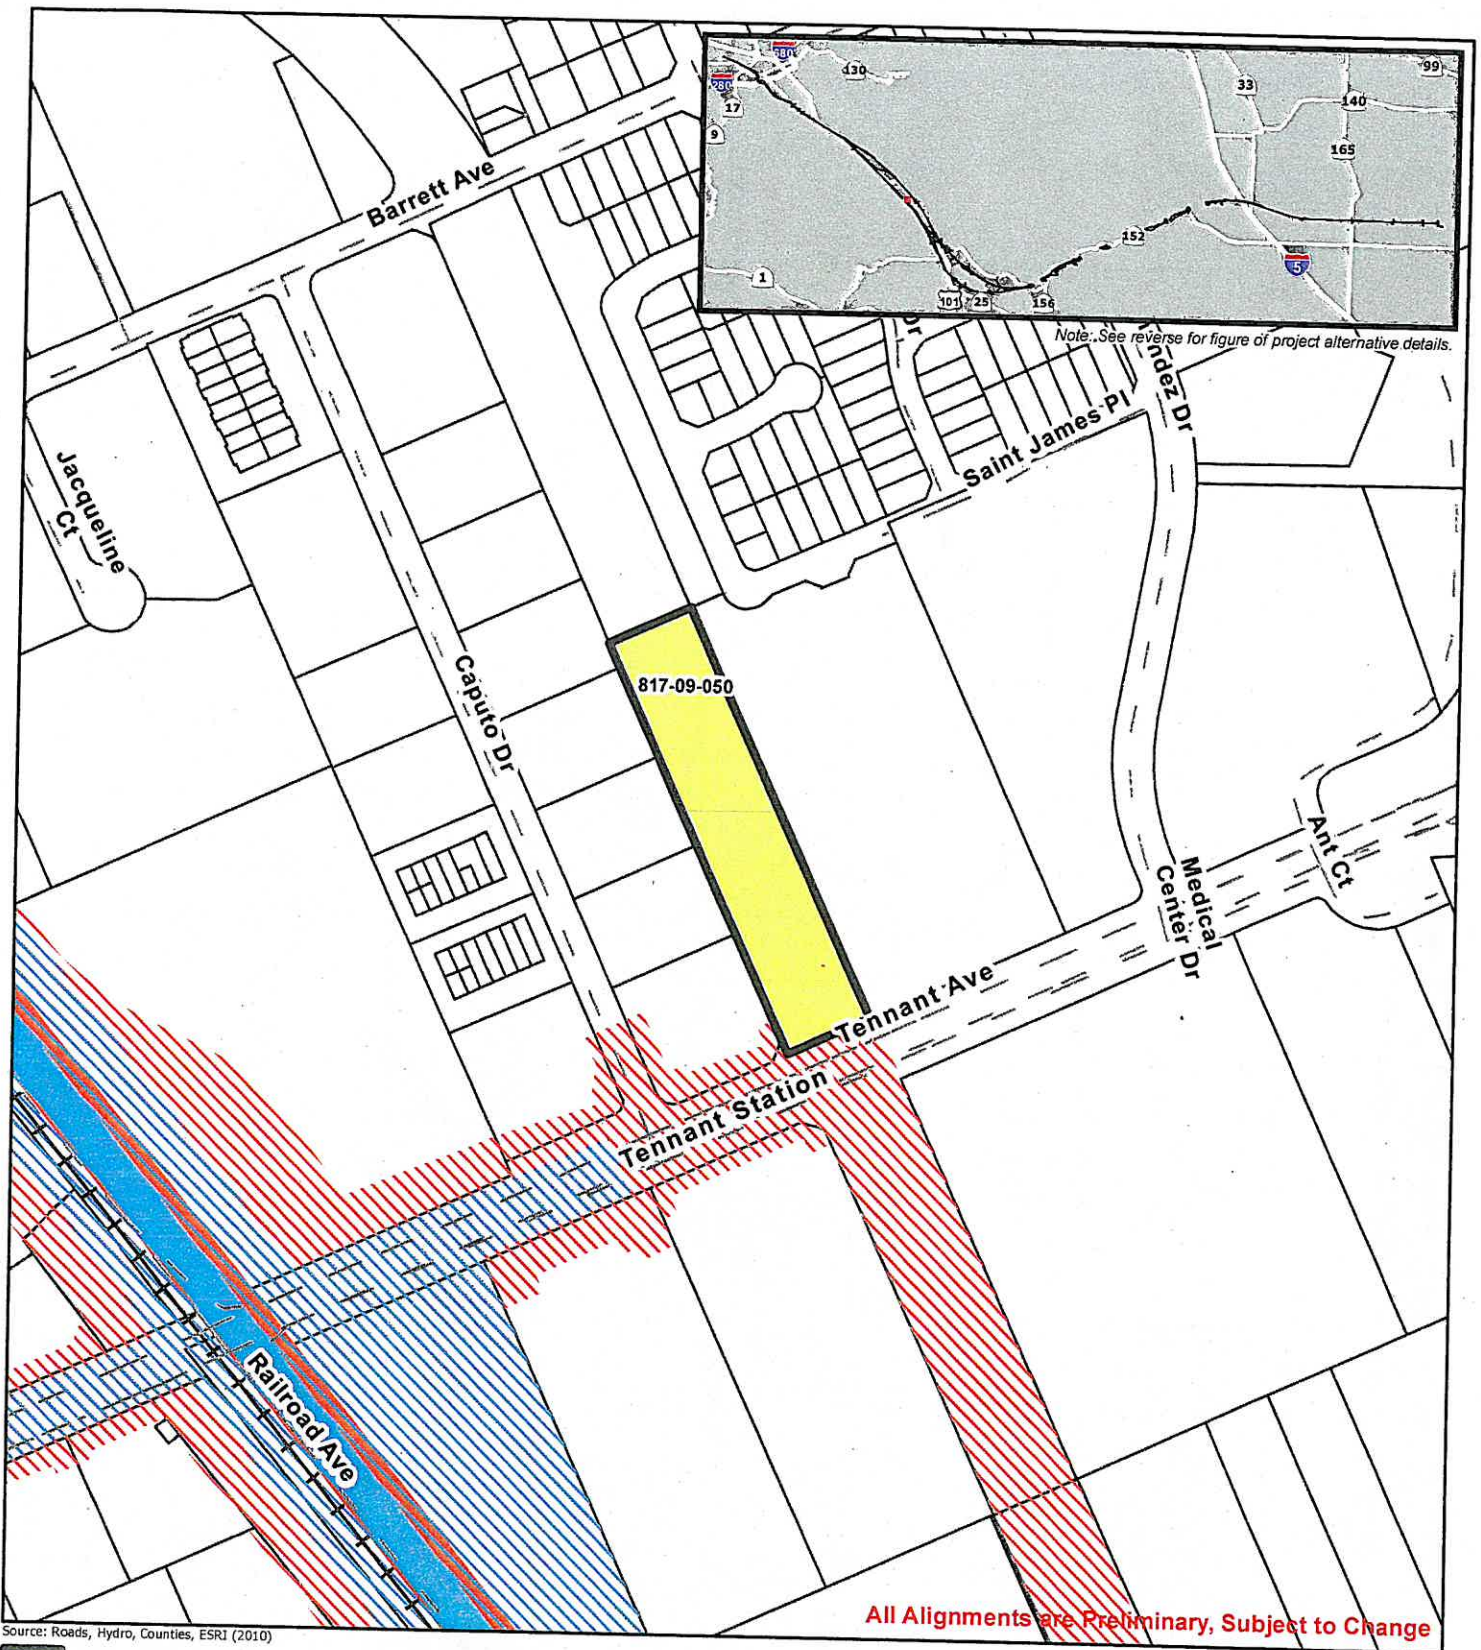 680
130
280
17
9
33
99
140
165
1
152
5
101
25
156
Note: See reverse for figure of project alternative details.
Barrett Ave
Dr
ndez Dr
Saint James Pl
Jacqueline
Ct
817-09-050
Caputo Dr
Ant Ct
Medical
Center Dr
Tennant Ave
Tennant Station
Railroad Ave
All Alignments are Preliminary, Subject to Change
Source: Roads, Hydro, Counties, ESRI (2010)